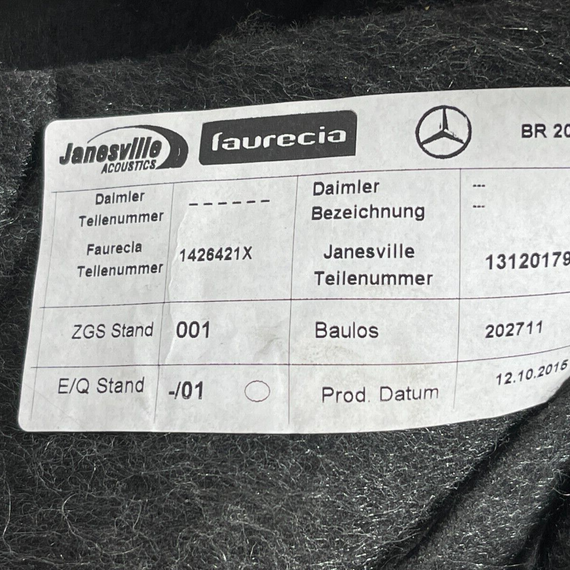 Janesville
ACOUSTICS
faurecia
BR 20
Daimler
Teilenummer
------
Daimler
Bezeichnung
---
---
Faurecia
Teilenummer
1426421X
Janesville
Teilenummer
13120179
ZGS Stand
001
Baulos
202711
E/Q Stand
-/01
Prod. Datum
12.10.2015